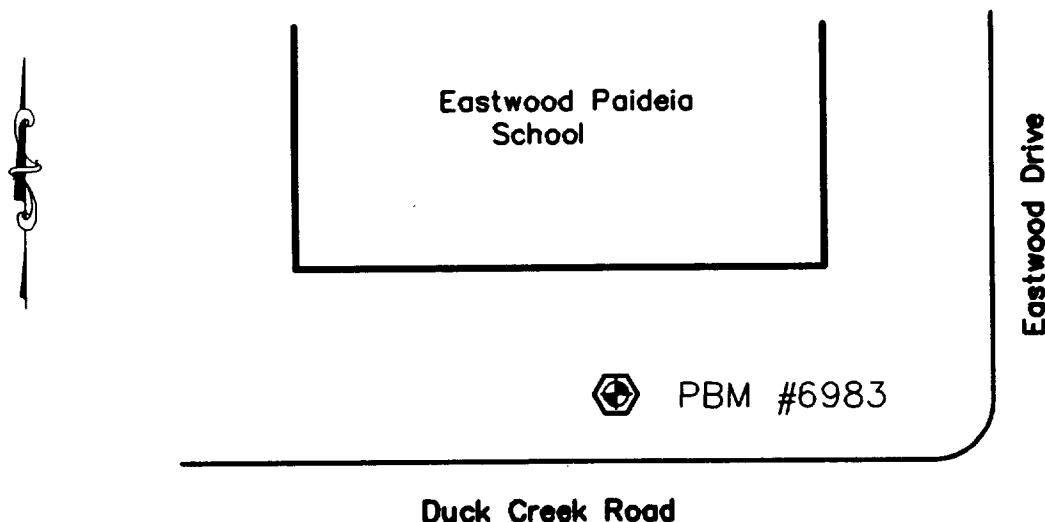 Eastwood Paideia
School
Eastwood Drive
PBM #6983
Duck Creek Road